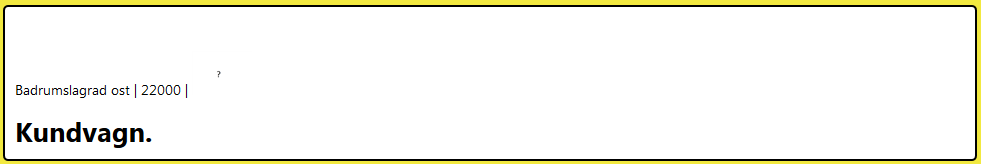 ?
Badrumslagrad ost | 22000 |
Kundvagn.